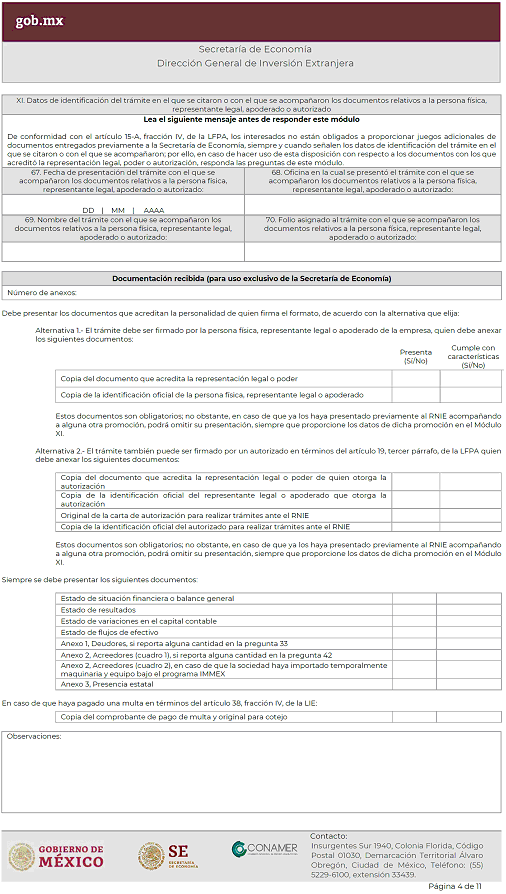 gob.mx
Secretaría de Economía
Dirección General de Inversión Extranjera
XI. Datos de identificación del trámite en el que se citaron o con el que se acompañaron los documentos relativos a la persona física,
representante legal, apoderado o autorizado
Lea el siguiente mensaje antes de responder este módulo
De conformidad con el artículo 15-A, fracción IV, de la LFPA, los interesados no están obligados a proporcionar juegos adicionales de
documentos entregados previamente a la Secretaría de Economía, siempre y cuando señalen los datos de identificación del trámite en el
que se citaron o con el que se acompañaron; por ello, en caso de hacer uso de esta disposición con respecto a los documentos con los que
acreditó la representación legal, poder o autorización, responda las preguntas de este módulo.
67. Fecha de presentación del trámite con el que se
acompañaron los documentos relativos a la persona física,
representante legal, apoderado o autorizado:
68. Oficina en la cual se presentó el trámite con el que se
acompañaron los documentos relativos a la persona física,
representante legal, apoderado o autorizado:
DD | MM | AAAA
69. Nombre del trámite con el que se acompañaron los
documentos relativos a la persona física, representante legal,
apoderado o autorizado:
70. Folio asignado al trámite con el que se acompañaron los
documentos relativos a la persona física, representante legal,
apoderado o autorizado:
Documentación recibida (para uso exclusivo de la Secretaría de Economía)
Número de anexos:
Debe presentar los documentos que acreditan la personalidad de quien firma el formato, de acuerdo con la alternativa que elija:
Alternativa 1.- El trámite debe ser firmado por la persona física, representante legal o apoderado de la empresa, quien debe anexar
los siguientes documentos:
Presenta
(Sí/No)
Cumple con
características
(Sí/No)
Copia del documento que acredita la representación legal o poder
Copia de la identificación oficial de la persona física, representante legal o apoderado
Estos documentos son obligatorios; no obstante, en caso de que ya los haya presentado previamente al RNIE acompañando
a alguna otra promoción, podrá omitir su presentación, siempre que proporcione los datos de dicha promoción en el Módulo
XI.
Alternativa 2.- El trámite también puede ser firmado por un autorizado en términos del artículo 19, tercer párrafo, de la LFPA quien
debe anexar los siguientes documentos:
Copia del documento que acredita la representación legal o poder de quien otorga la
autorización
Copia de la identificación oficial del representante legal o apoderado que otorga la
autorización
Original de la carta de autorización para realizar trámites ante el RNIE
Copia de la identificación oficial del autorizado para realizar trámites ante el RNIE
Estos documentos son obligatorios; no obstante, en caso de que ya los haya presentado previamente al RNIE acompañando
a alguna otra promoción, podrá omitir su presentación, siempre que proporcione los datos de dicha promoción en el Módulo
XI.
Siempre se debe presentar los siguientes documentos:
Estado de situación financiera o balance general
Estado de resultados
Estado de variaciones en el capital contable
Estado de flujos de efectivo
Anexo 1, Deudores, si reporta alguna cantidad en la pregunta 33
Anexo 2, Acreedores (cuadro 1), si reporta alguna cantidad en la pregunta 42
Anexo 2, Acreedores (cuadro 2), en caso de que la sociedad haya importado temporalmente
maquinaria y equipo bajo el programa IMMEX
Anexo 3, Presencia estatal
En caso de que haya pagado una multa en términos del artículo 38, fracción IV, de la LIE:
Copia del comprobante de pago de multa y original para cotejo
Observaciones:
GOBIERNO DE
MÉXICO
SE
SECRETARÍA
DE ECONOMÍA
CONAMER
Contacto:
Insurgentes Sur 1940, Colonia Florida, Código
Postal 01030, Demarcación Territorial Álvaro
Obregón, Ciudad de México, Teléfono: (55)
5229-6100, extensión 33439.
Página 4 de 11